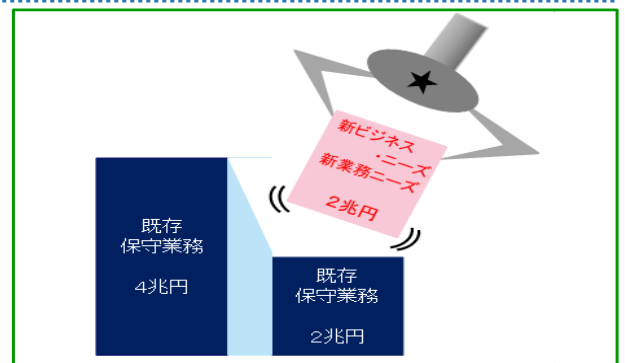 新ビジネス
・ニーズ
新業務ニーズ
2兆円
既存
保守業務
4兆円
既存
保守業務
2兆円